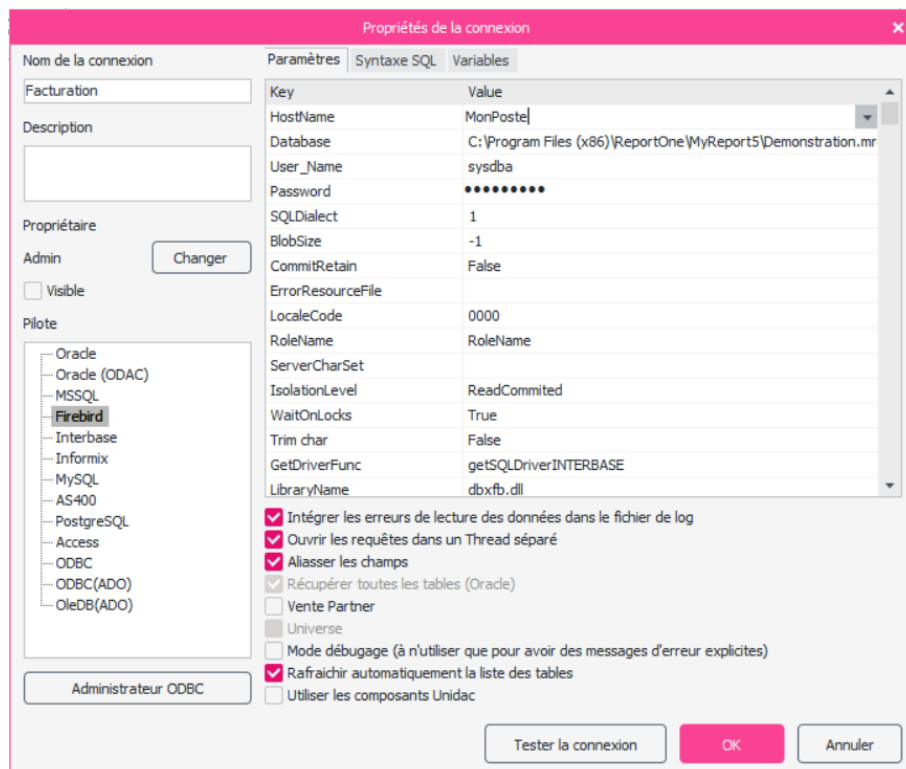 Propriétés de la connexion
Nom de la connexion
Facturation
Description
Propriétaire
Admin
Changer
Visible
Pilote
Oracle
Oracle (ODAC)
MSSQL
Firebird
Interbase
Informix
MySQL
AS400
PostgreSQL
Access
ODBC
ODBC(ADO)
OleDB(ADO)
Administrateur ODBC
Paramètres Syntaxe SQL Variables
Key Value
HostName MonPoste
Database C:\Program Files (x86)\ReportOne\MyReport5\Demonstration.mr
User_Name sysdba
Password •••••••••
SQLDialect 1
BlobSize -1
CommitRetain False
ErrorResourceFile
LocaleCode 0000
RoleName RoleName
ServerCharSet
IsolationLevel ReadCommited
WaitOnLocks True
Trim char False
GetDriverFunc getSQLDriverINTERBASE
LibraryName dbxfb.dll
Intégrer les erreurs de lecture des données dans le fichier de log
Ouvrir les requêtes dans un Thread séparé
Aliasser les champs
Récupérer toutes les tables (Oracle)
Vente Partner
Universe
Mode débugage (à n'utiliser que pour avoir des messages d'erreur explicites)
Rafraichir automatiquement la liste des tables
Utiliser les composants Unidac
Tester la connexion OK Annuler